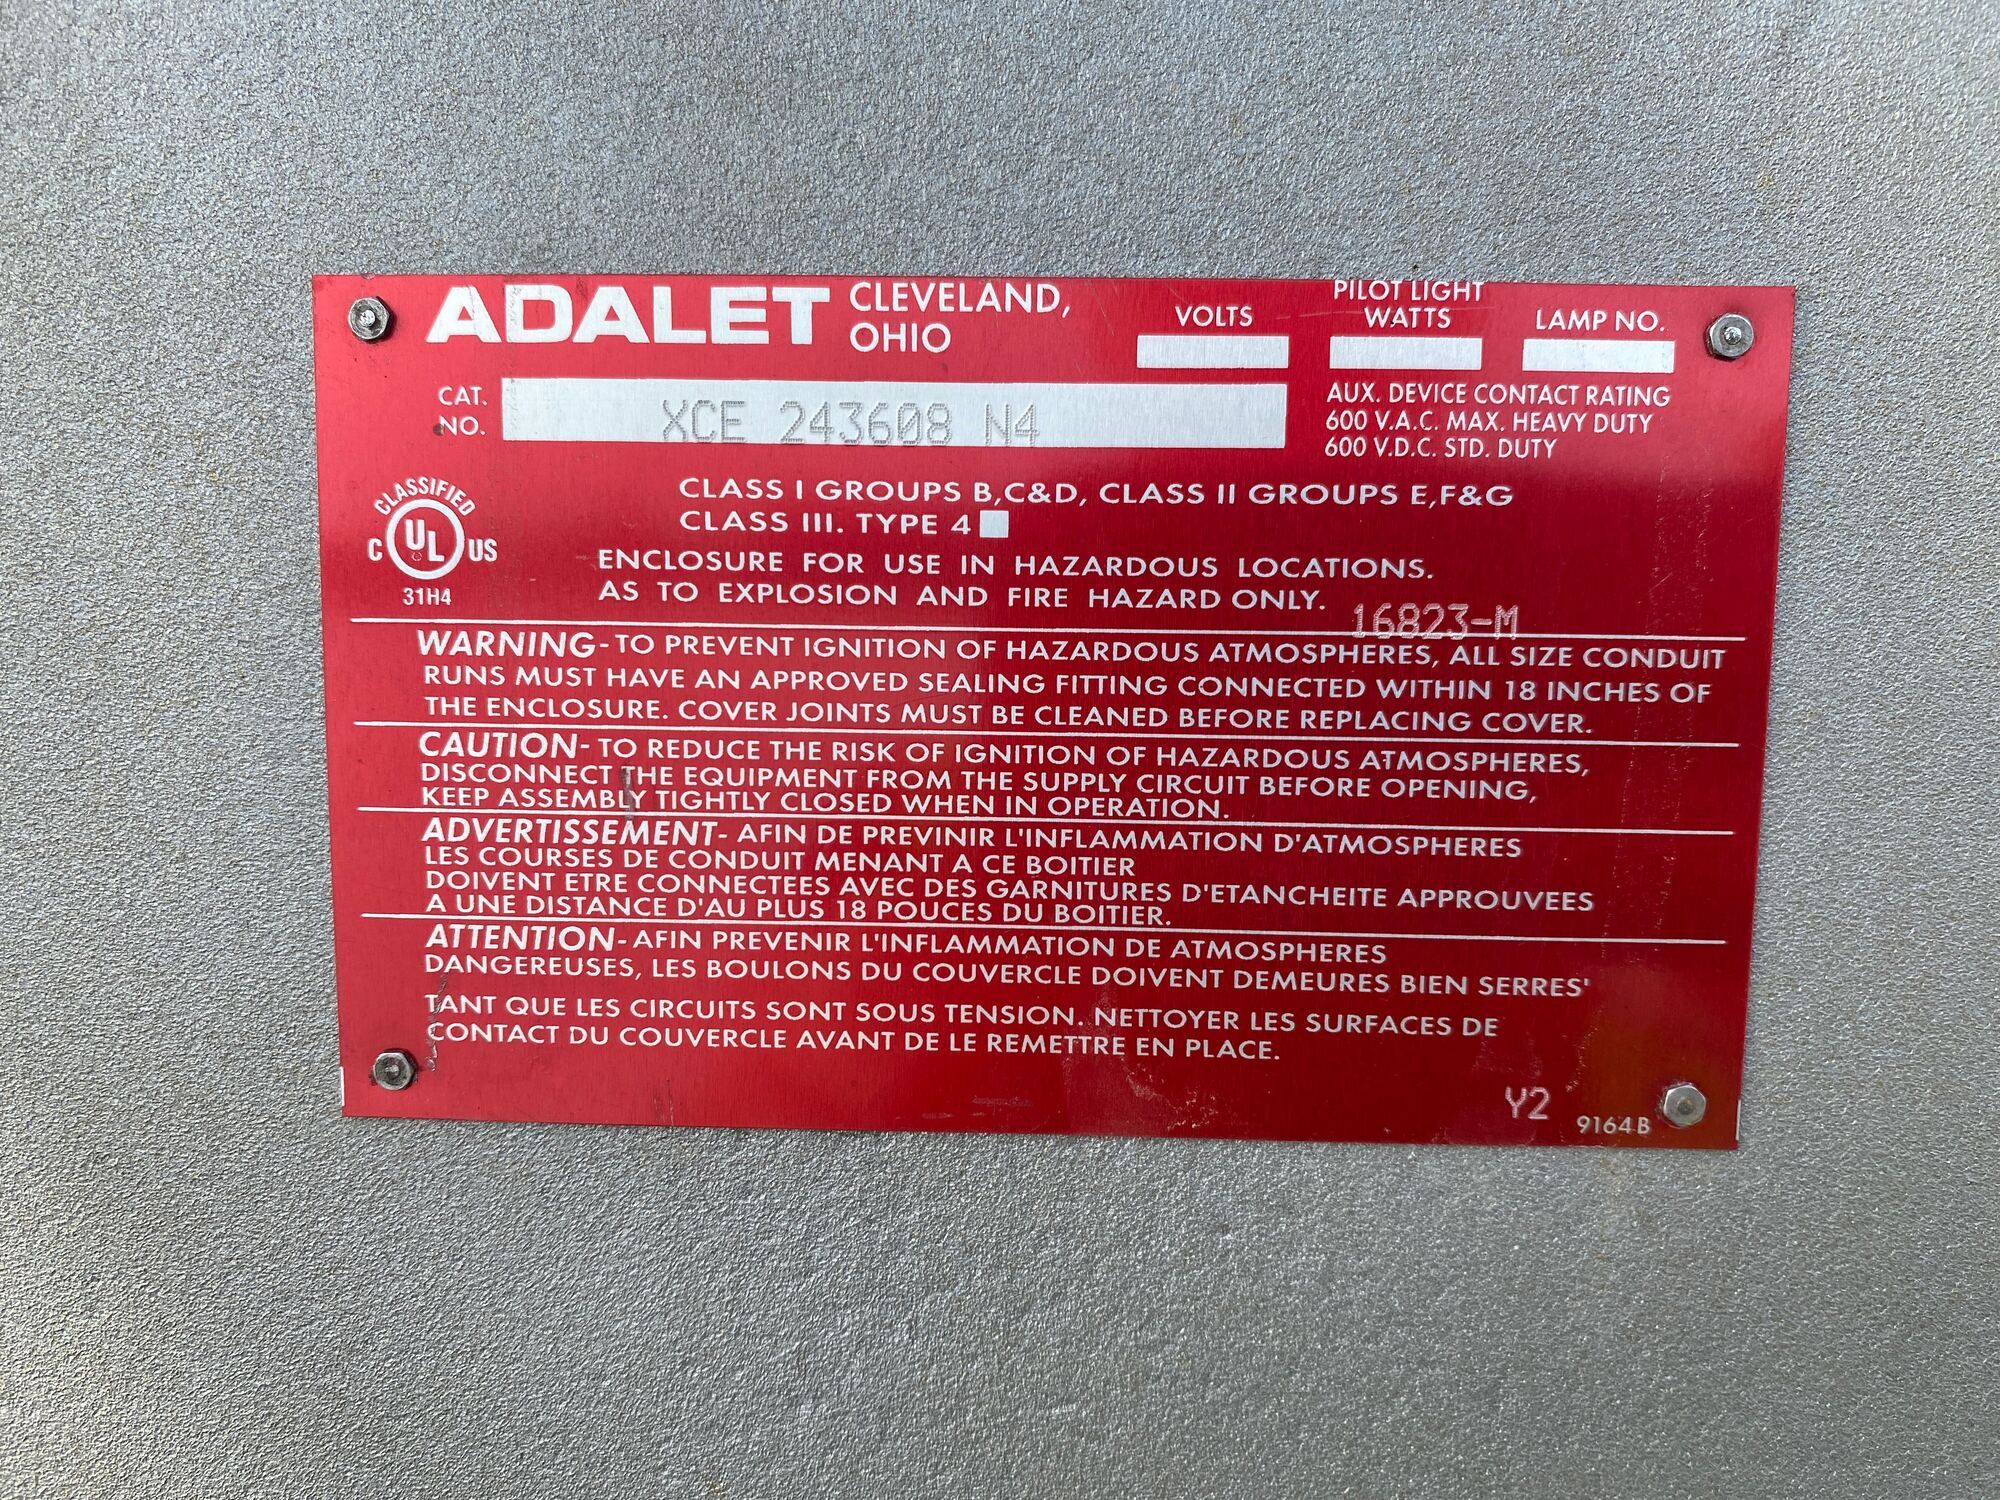 ADALET CLEVELAND,
OHIO
VOLTS
PILOT LIGHT
WATTS
LAMP NO.
CAT.
NO.
XCE 243608 N4
AUX. DEVICE CONTACT RATING
600 V.A.C. MAX. HEAVY DUTY
600 V.D.C. STD. DUTY
CLASSIFIED
C UL US
31H4
CLASS I GROUPS B,C&D, CLASS II GROUPS E,F&G
CLASS III. TYPE 4
ENCLOSURE FOR USE IN HAZARDOUS LOCATIONS.
AS TO EXPLOSION AND FIRE HAZARD ONLY.
16823-M
WARNING-TO PREVENT IGNITION OF HAZARDOUS ATMOSPHERES, ALL SIZE CONDUIT
RUNS MUST HAVE AN APPROVED SEALING FITTING CONNECTED WITHIN 18 INCHES OF
THE ENCLOSURE. COVER JOINTS MUST BE CLEANED BEFORE REPLACING COVER.
CAUTION- TO REDUCE THE RISK OF IGNITION OF HAZARDOUS ATMOSPHERES,
DISCONNECT THE EQUIPMENT FROM THE SUPPLY CIRCUIT BEFORE OPENING,
KEEP ASSEMBLY TIGHTLY CLOSED WHEN IN OPERATION.
ADVERTISSEMENT- AFIN DE PREVINIR L'INFLAMMATION D'ATMOSPHERES
LES COURSES DE CONDUIT MENANT A CE BOITIER
DOIVENT ETRE CONNECTEES AVEC DES GARNITURES D'ETANCHEITE APPROUVEES
A UNE DISTANCE D'AU PLUS 18 POUCES DU BOITIER.
ATTENTION-AFIN PREVENIR L'INFLAMMATION DE ATMOSPHERES
DANGEREUSES, LES BOULONS DU COUVERCLE DOIVENT DEMEURES BIEN SERRES'
TANT QUE LES CIRCUITS SONT SOUS TENSION. NETTOYER LES SURFACES DE
CONTACT DU COUVERCLE AVANT DE LE REMETTRE EN PLACE.
Y2
9164B